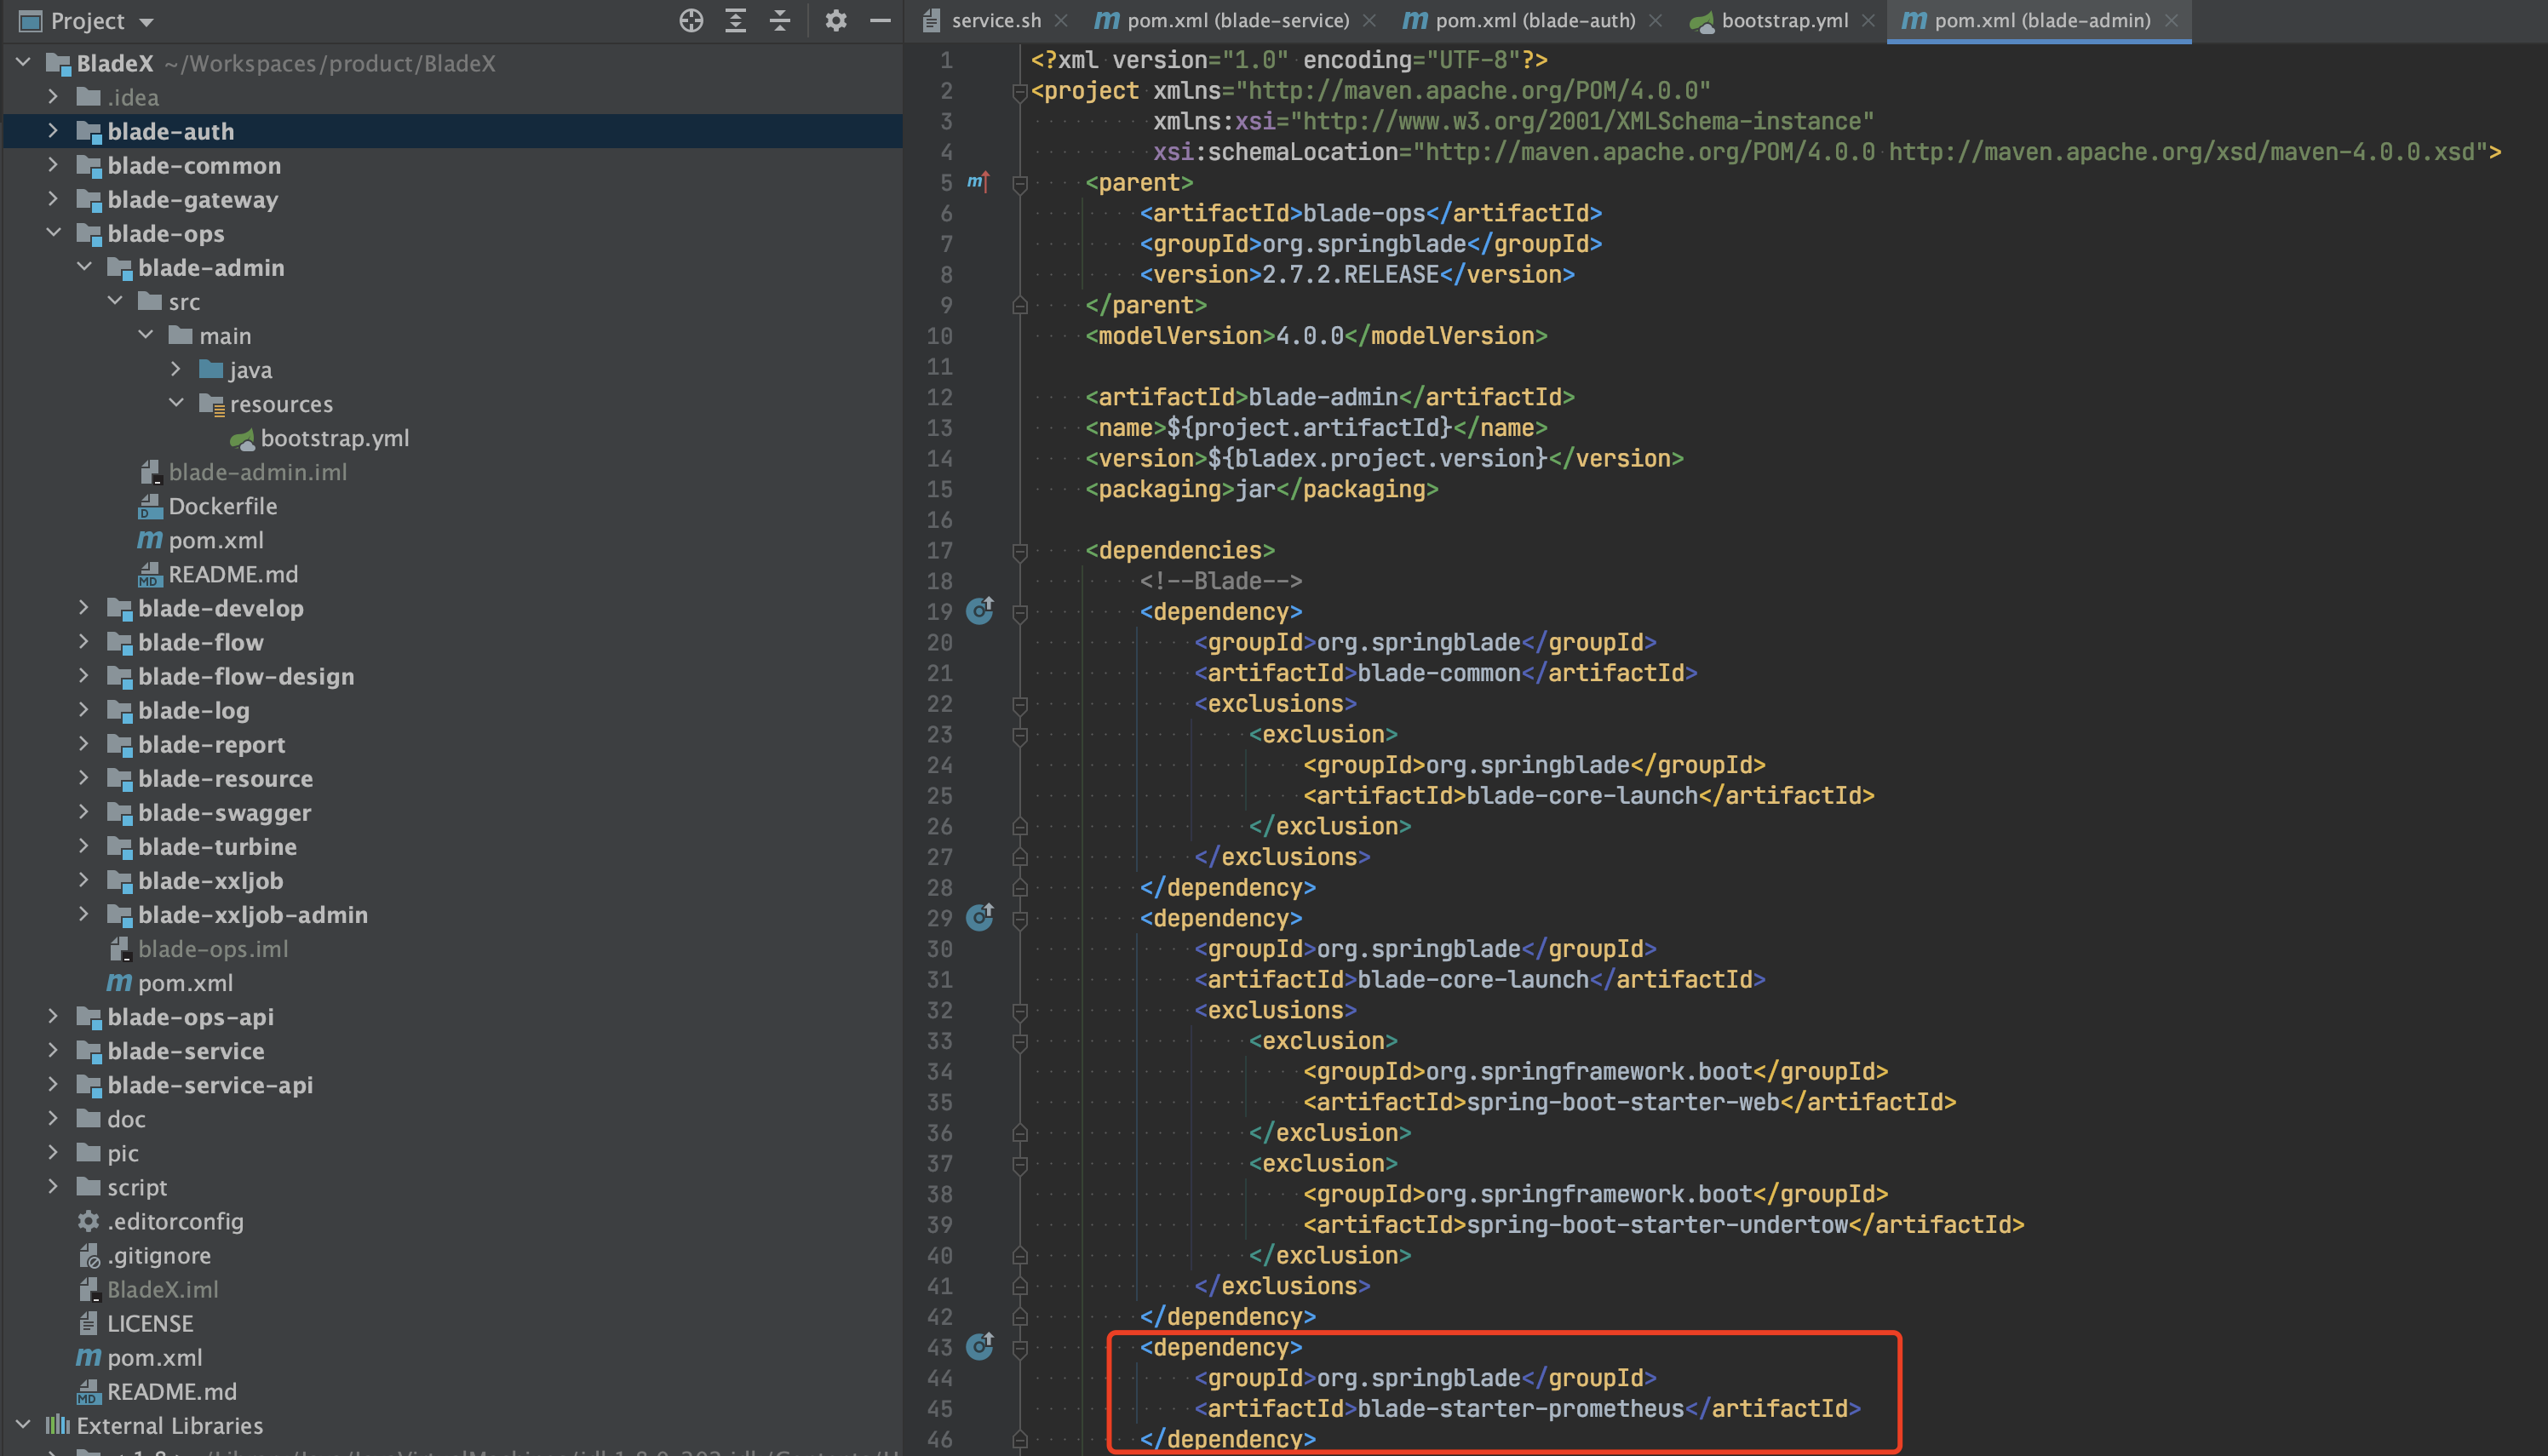 Project
BladeX ~/Workspaces/product/BladeX
.idea
blade-auth
blade-common
blade-gateway
blade-ops
blade-admin
src
main
java
resources
bootstrap.yml
blade-admin.iml
Dockerfile
pom.xml
README.md
blade-develop
blade-flow
blade-flow-design
blade-log
blade-report
blade-resource
blade-swagger
blade-turbine
blade-xxljob
blade-xxljob-admin
blade-ops.iml
pom.xml
blade-ops-api
blade-service
blade-service-api
doc
pic
script
.editorconfig
.gitignore
BladeX.iml
LICENSE
pom.xml
README.md
External Libraries
service.sh pom.xml (blade-service) pom.xml (blade-auth) bootstrap.yml pom.xml (blade-admin)
1 <?xml version="1.0" encoding="UTF-8"?>
2 <project xmlns="http://maven.apache.org/POM/4.0.0"
3 xmlns:xsi="http://www.w3.org/2001/XMLSchema-instance"
4 xsi:schemaLocation="http://maven.apache.org/POM/4.0.0 http://maven.apache.org/xsd/maven-4.0.0.xsd">
5 <parent>
6 <artifactId>blade-ops</artifactId>
7 <groupId>org.springblade</groupId>
8 <version>2.7.2.RELEASE</version>
9 </parent>
10 <modelVersion>4.0.0</modelVersion>
11
12 <artifactId>blade-admin</artifactId>
13 <name>${project.artifactId}</name>
14 <version>${bladex.project.version}</version>
15 <packaging>jar</packaging>
16
17 <dependencies>
18 <!--Blade-->
19 <dependency>
20 <groupId>org.springblade</groupId>
21 <artifactId>blade-common</artifactId>
22 <exclusions>
23 <exclusion>
24 <groupId>org.springblade</groupId>
25 <artifactId>blade-core-launch</artifactId>
26 </exclusion>
27 </exclusions>
28 </dependency>
29 <dependency>
30 <groupId>org.springblade</groupId>
31 <artifactId>blade-core-launch</artifactId>
32 <exclusions>
33 <exclusion>
34 <groupId>org.springframework.boot</groupId>
35 <artifactId>spring-boot-starter-web</artifactId>
36 </exclusion>
37 <exclusion>
38 <groupId>org.springframework.boot</groupId>
39 <artifactId>spring-boot-starter-undertow</artifactId>
40 </exclusion>
41 </exclusions>
42 </dependency>
43 <dependency>
44 <groupId>org.springblade</groupId>
45 <artifactId>blade-starter-prometheus</artifactId>
46 </dependency>